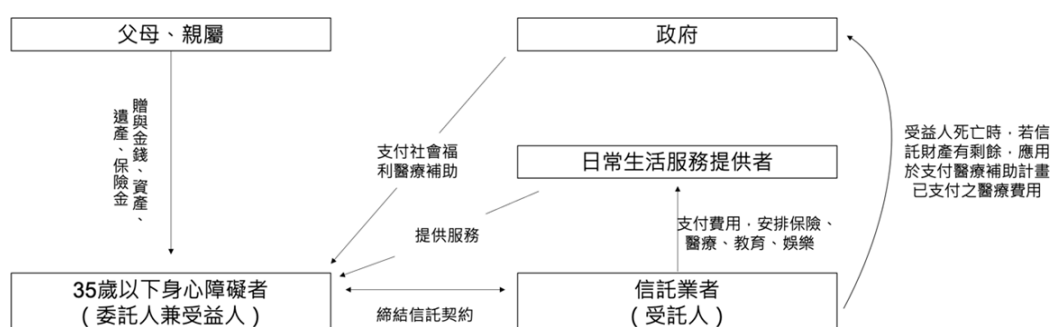 父母、親屬
政府
贈與金錢、資產、
遺產、保險金
支付社會福
利醫療補助
日常生活服務提供者
受益人死亡時，若信
託財產有剩餘，應用
於支付醫療補助計畫
已支付之醫療費用
提供服務
支付費用，安排保險、
醫療、教育、娛樂
35歲以下身心障礙者
（委託人兼受益人）
締結信託契約
信託業者
（受託人）